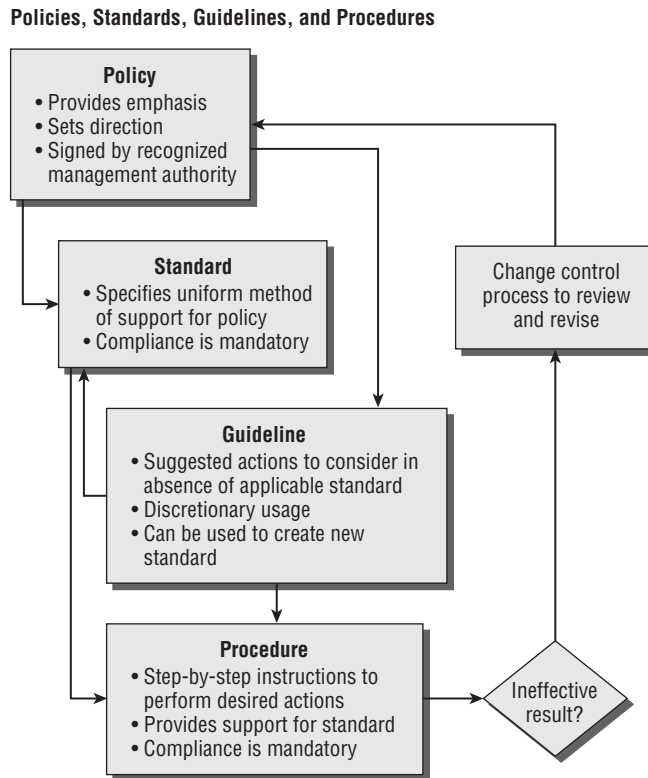 Policies, Standards, Guidelines, and Procedures
Policy
• Provides emphasis
• Sets direction
• Signed by recognized
management authority
Standard
• Specifies uniform method
of support for policy
• Compliance is mandatory
Change control
process to review
and revise
Guideline
• Suggested actions to consider in
absence of applicable standard
• Discretionary usage
• Can be used to create new
standard
Procedure
• Step-by-step instructions to
perform desired actions
• Provides support for standard
• Compliance is mandatory
Ineffective
result?